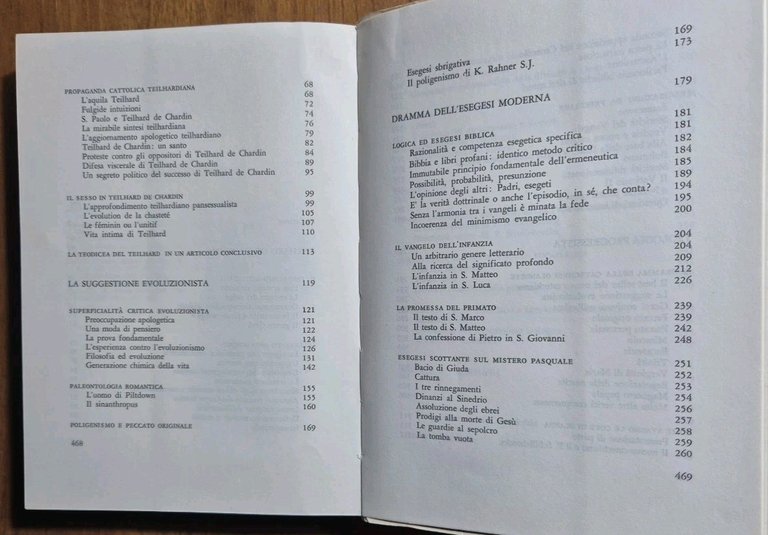 PROPAGANDA CATTOLICA TEILHARDIANA 68
L'aquila Teilhard 68
Fulgide intuizioni 72
S. Paolo e Teilhard de Chardin 74
La mirabile sintesi teilhardiana 76
L'aggiornamento apologetico teilhardiano 79
Teilhard de Chardin: un santo 82
Proteste contro gli oppositori di Teilhard de Chardin 84
Difesa viscerale di Teilhard de Chardin 89
Un segreto politico del successo di Teilhard de Chardin 95
IL SESSO IN TEILHARD DE CHARDIN 99
L'approfondimento teilhardiano pansessualista 99
L'evolution de la chasteté 105
Le féminin ou l'unitif 107
Vita intima di Teilhard 110
LA TEODICEA DEL TEILHARD IN UN ARTICOLO CONCLUSIVO 113
LA SUGGESTIONE EVOLUZIONISTA 119
SUPERFICIALITÀ CRITICA EVOLUZIONISTA 121
Preoccupazione apologetica 121
Una moda di pensiero 122
La prova fondamentale 124
L'esperienza contro l'evoluzionismo 126
Filosofia ed evoluzione 131
Generazione chimica della vita 142
PALEONTOLOGIA ROMANTICA 155
L'uomo di Piltdown 155
Il sinanthropus 160
POLIGENISMO E PECCATO ORIGINALE 169
468
Esegesi sbrigativa 169
Il poligenismo di K. Rahner S.J. 173
DRAMMA DELL'ESEGESI MODERNA 179
LOGICA ED ESEGESI BIBLICA 181
Razionalità e competenza esegetica specifica 181
Bibbia e libri profani: identico metodo critico 182
Immutabile principio fondamentale dell'ermeneutica 184
Possibilità, probabilità, presunzione 185
L'opinione degli altri: Padri, esegeti 189
E' la verità dottrinale o anche l'episodio, in sé, che conta? 194
Senza l'armonia tra i vangeli è minata la fede 195
Incoerenza del minimismo evangelico 200
IL VANGELO DELL'INFANZIA 204
Un arbitrario genere letterario 204
Alla ricerca del significato profondo 209
L'infanzia in S. Matteo 212
L'infanzia in S. Luca 226
LA PROMESSA DEL PRIMATO 239
Il testo di S. Marco 239
Il testo di S. Matteo 242
La confessione di Pietro in S. Giovanni 248
ESEGESI SCOTTANTE SUL MISTERO PASQUALE 251
Bacio di Giuda 252
Cattura 253
I tre rinnegamenti 254
Dinanzi al Sinedrio 256
Assoluzione degli ebrei 257
Prodigi alla morte di Gesù 258
Le guardie al sepolcro 259
La tomba vuota 260
469